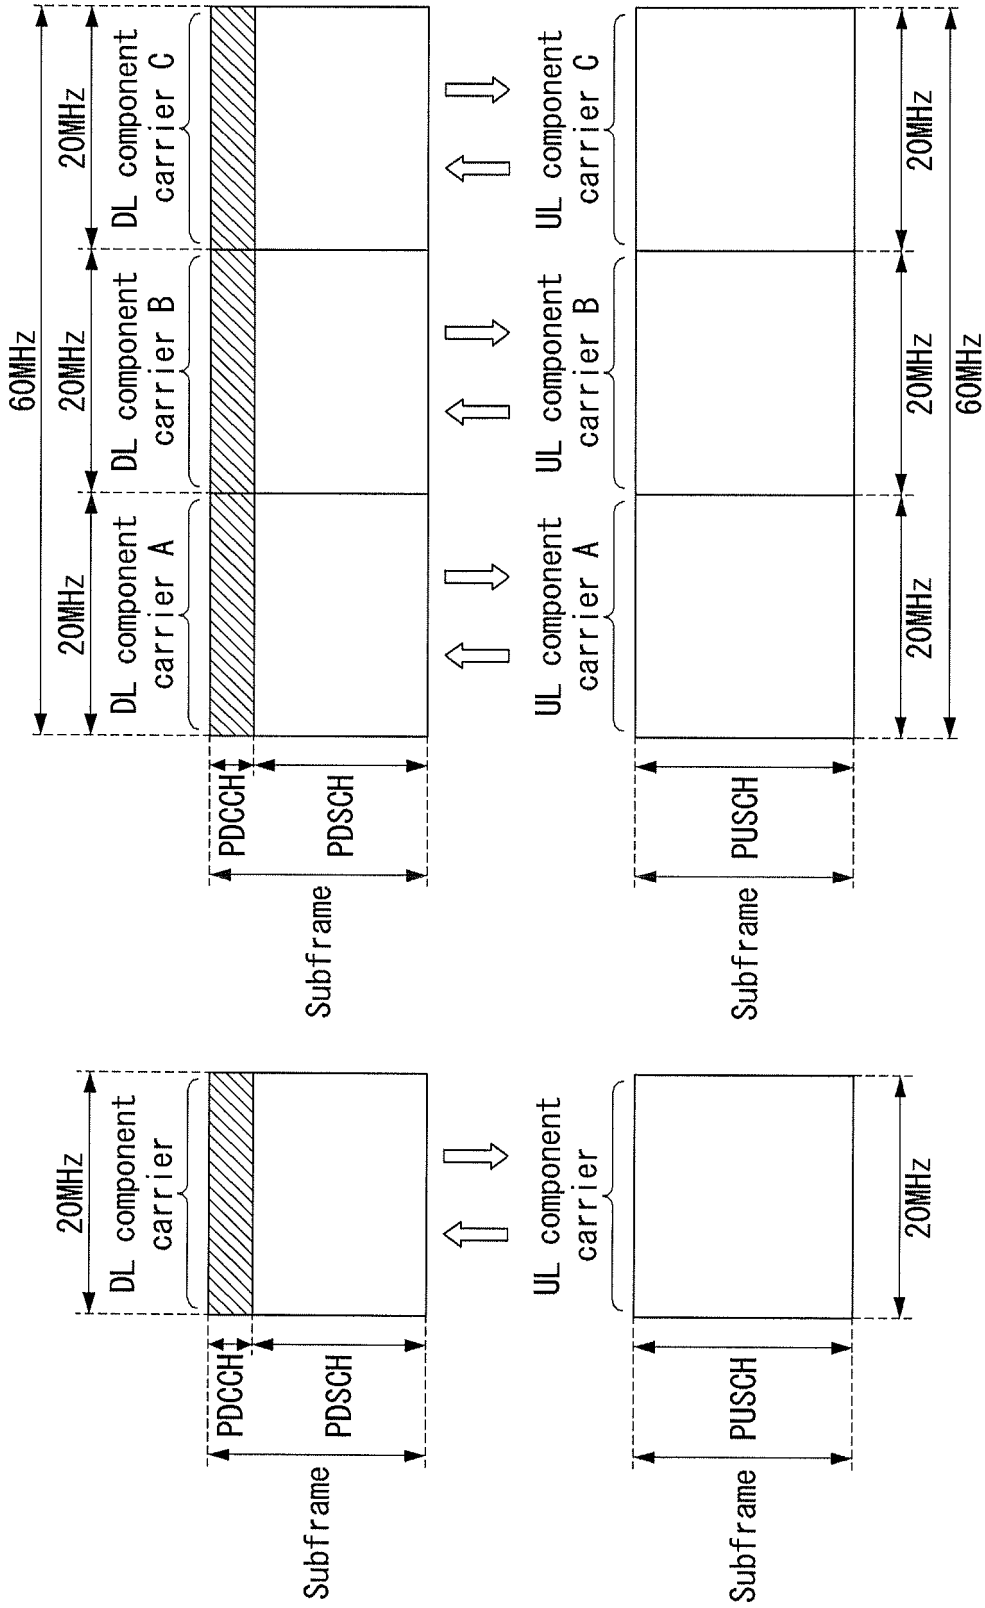 20MHz
DL component
carrier
PDCCH
PDSCH
Subframe
UL component
carrier
PUSCH
Subframe
20MHz
60MHz
20MHz
20MHz
20MHz
DL component
carrier A
DL component
carrier B
DL component
carrier C
PDCCH
PDSCH
Subframe
UL component
carrier A
UL component
carrier B
UL component
carrier C
PUSCH
Subframe
20MHz
20MHz
20MHz
60MHz